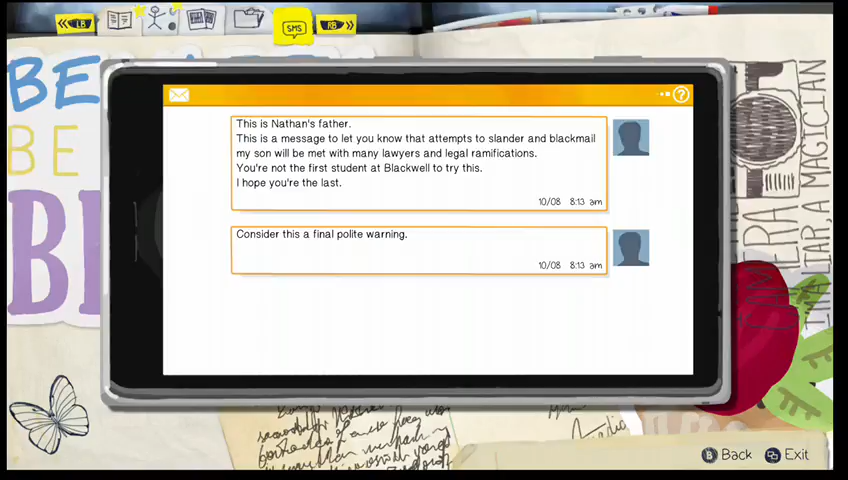 LB
SMS
RB
BE
BE
This is Nathan's father.
This is a message to let you know that attempts to slander and blackmail
my son will be met with many lawyers and legal ramifications.
You're not the first student at Blackwell to try this.
I hope you're the last.
10/08 8:13 am
Consider this a final polite warning.
10/08 8:13 am
I'M A LIAR, A MAGICIAN
ERA
B Back
Exit